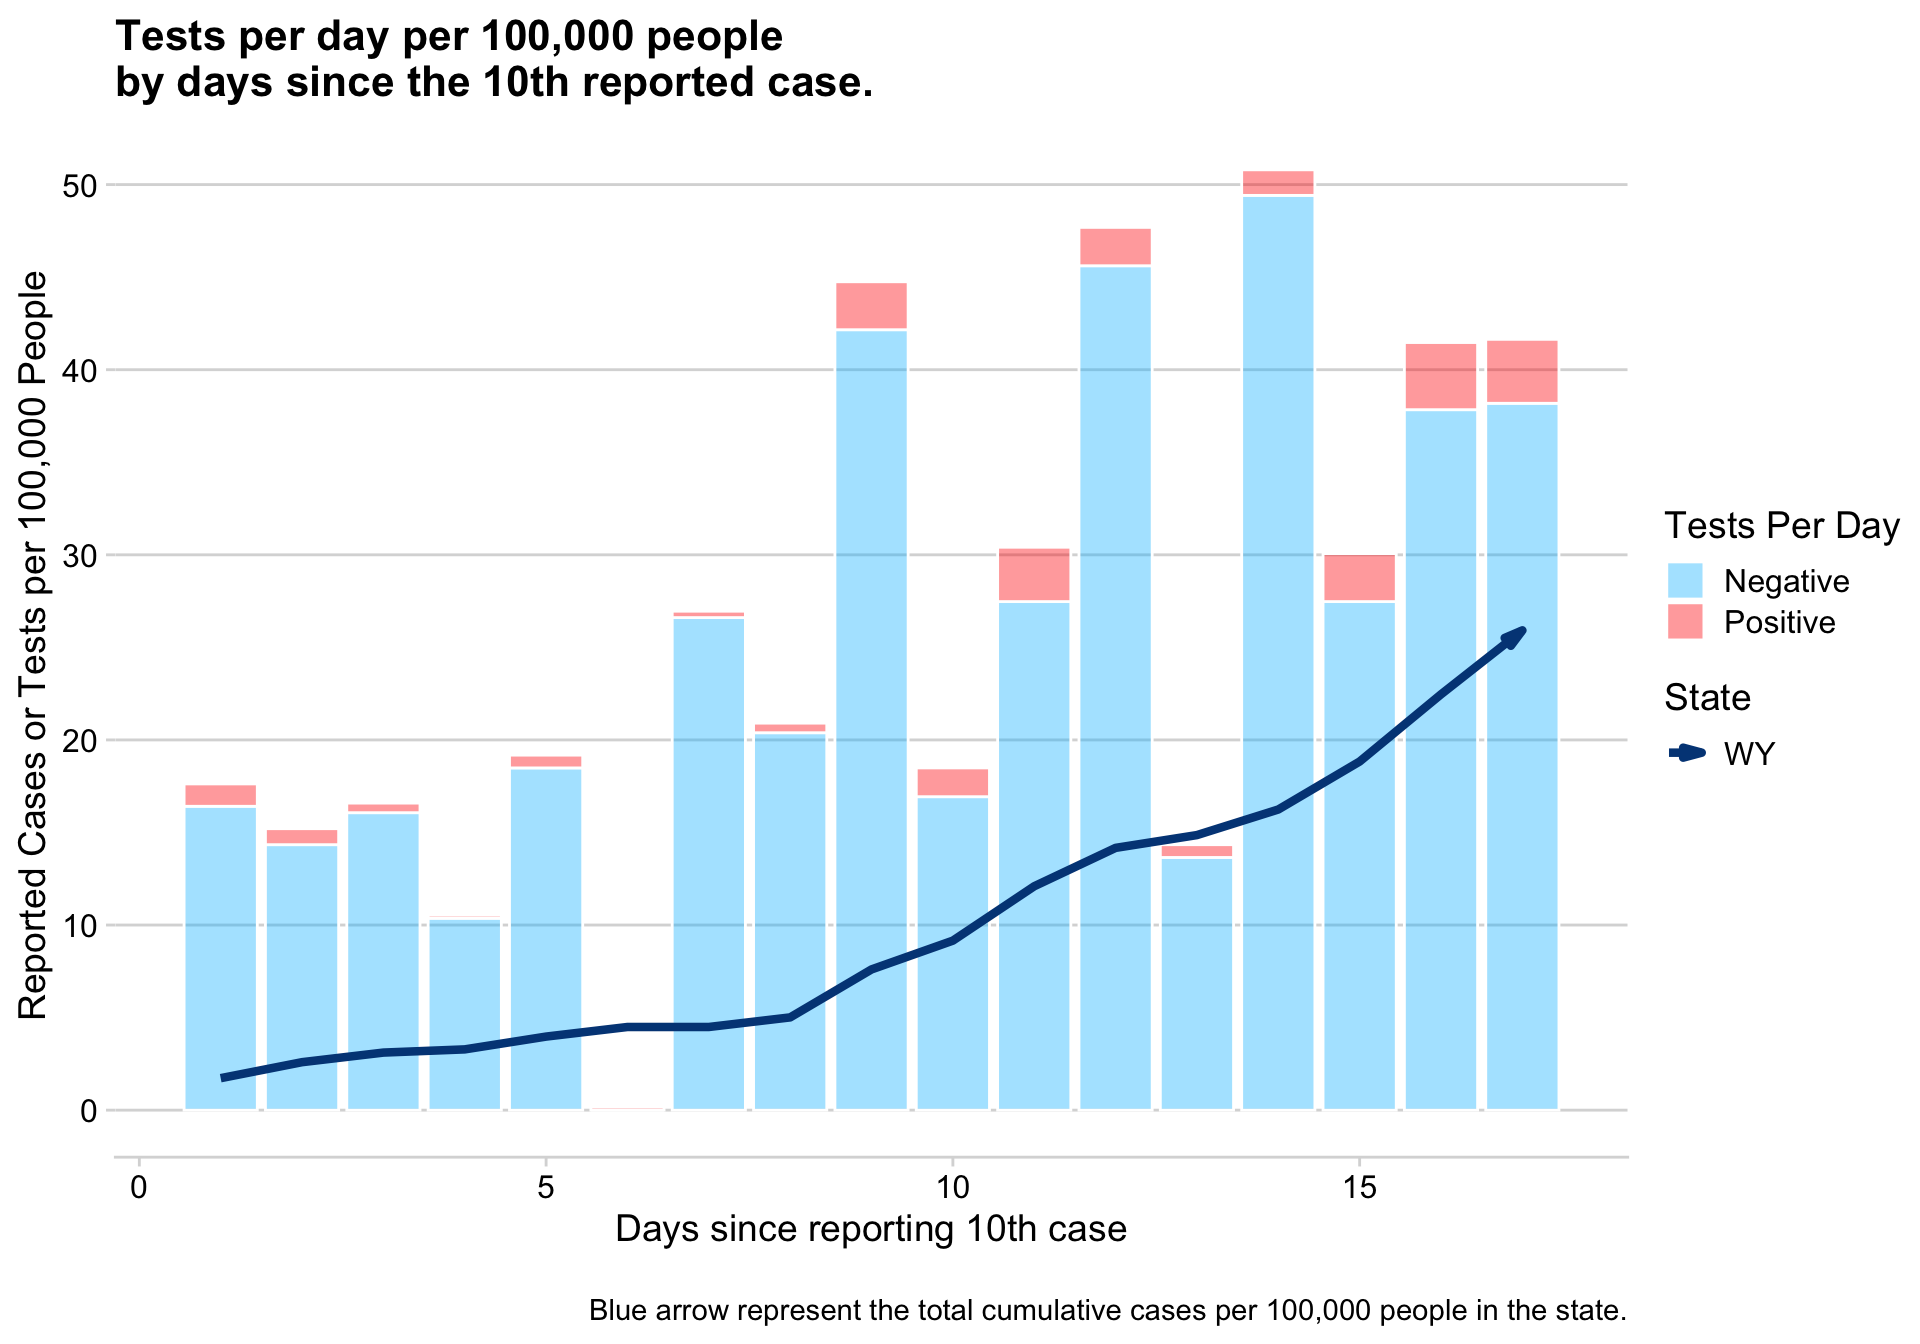 Tests per day per 100,000 people
by days since the 10th reported case.
Reported Cases or Tests per 100,000 People
50
40
30
20
10
0
0 5 10 15
Days since reporting 10th case
Tests Per Day
Negative
Positive
State
WY
Blue arrow represent the total cumulative cases per 100,000 people in the state.